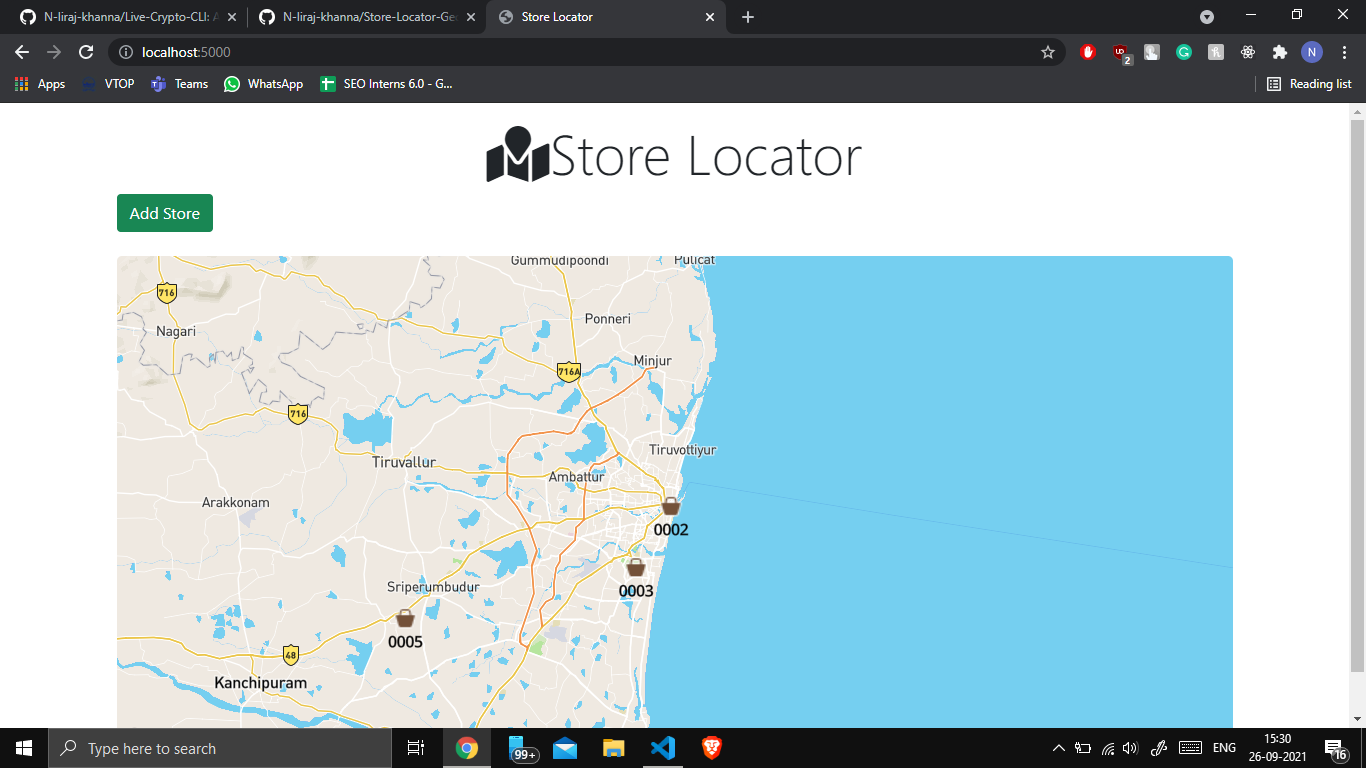 N-liraj-khanna/Live-Crypto-CLI: A
N-liraj-khanna/Store-Locator-Geo
Store Locator
localhost:5000
UD
2
N
Apps
VTOP
Teams
WhatsApp
SEO Interns 6.0 - G...
Reading list
Store Locator
Add Store
Gummudipoondi
Pulicat
716
Ponneri
Nagari
Minjur
716A
716
Tiruvottiyur
Tiruvallur
Ambattur
Arakkonam
0002
Sriperumbudur
0003
0005
48
Kanchipuram
Type here to search
99+
ENG
15:30
26-09-2021
16